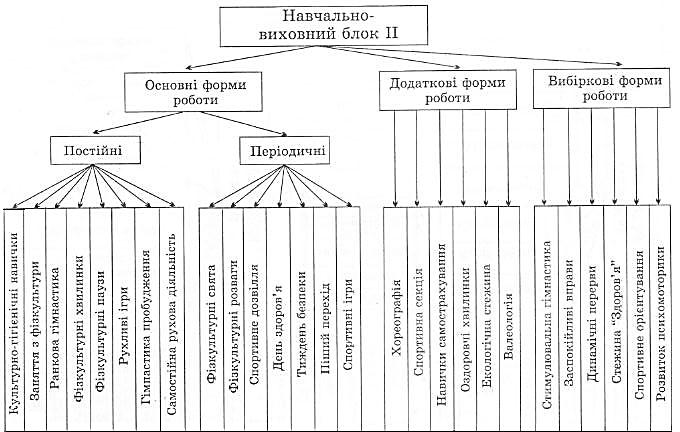 Навчально-
виховний блок II
Основні форми
роботи
Додаткові форми
роботи
Вибіркові форми
роботи
Постійні
Періодичні
Культурно-гігієнічні навички
Заняття з фізкультури
Ранкова гімнастика
Фізкультурні хвилинки
Фізкультурні паузи
Рухливі ігри
Гімнастика пробудження
Самостійна рухова діяльність
Фізкультурні свята
Фізкультурні розваги
Спортивне дозвілля
День здоров'я
Тиждень безпеки
Піший перехід
Спортивні ігри
Хореографія
Спортивна секція
Навички самострахування
Оздоровчі хвилинки
Екологічна стежина
Валеологія
Стимулювальна гімнастика
Заспокійливі вправи
Динамічні перерви
Стежина "Здоров'я"
Спортивне орієнтування
Розвиток психомоторики